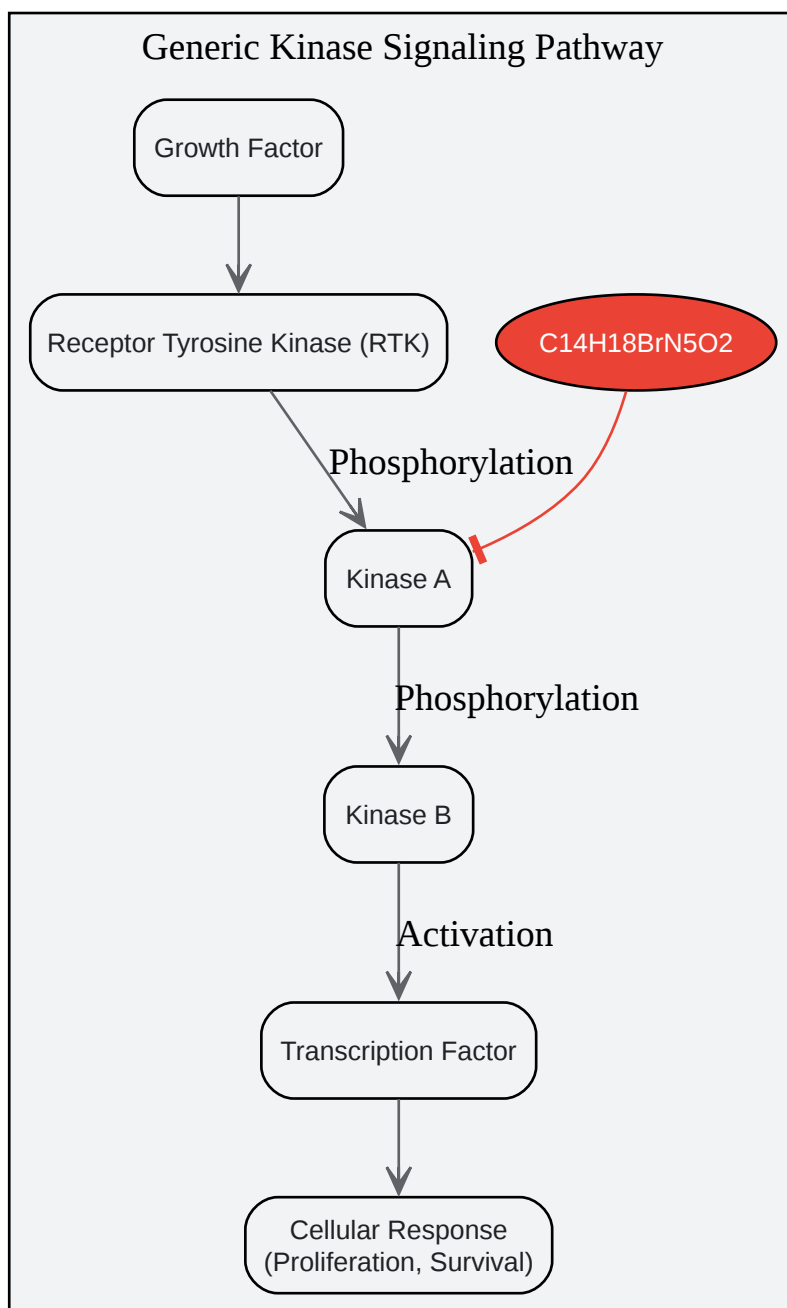 Generic Kinase Signaling Pathway
Growth Factor
Receptor Tyrosine Kinase (RTK)
C14H18BrN5O2
Phosphorylation
Kinase A
Phosphorylation
Kinase B
Activation
Transcription Factor
Cellular Response
(Proliferation, Survival)